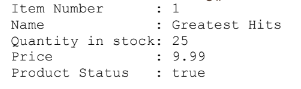 Item Number      : 1
Name             : Greatest Hits
Quantity in stock: 25
Price            : 9.99
Product Status   : true